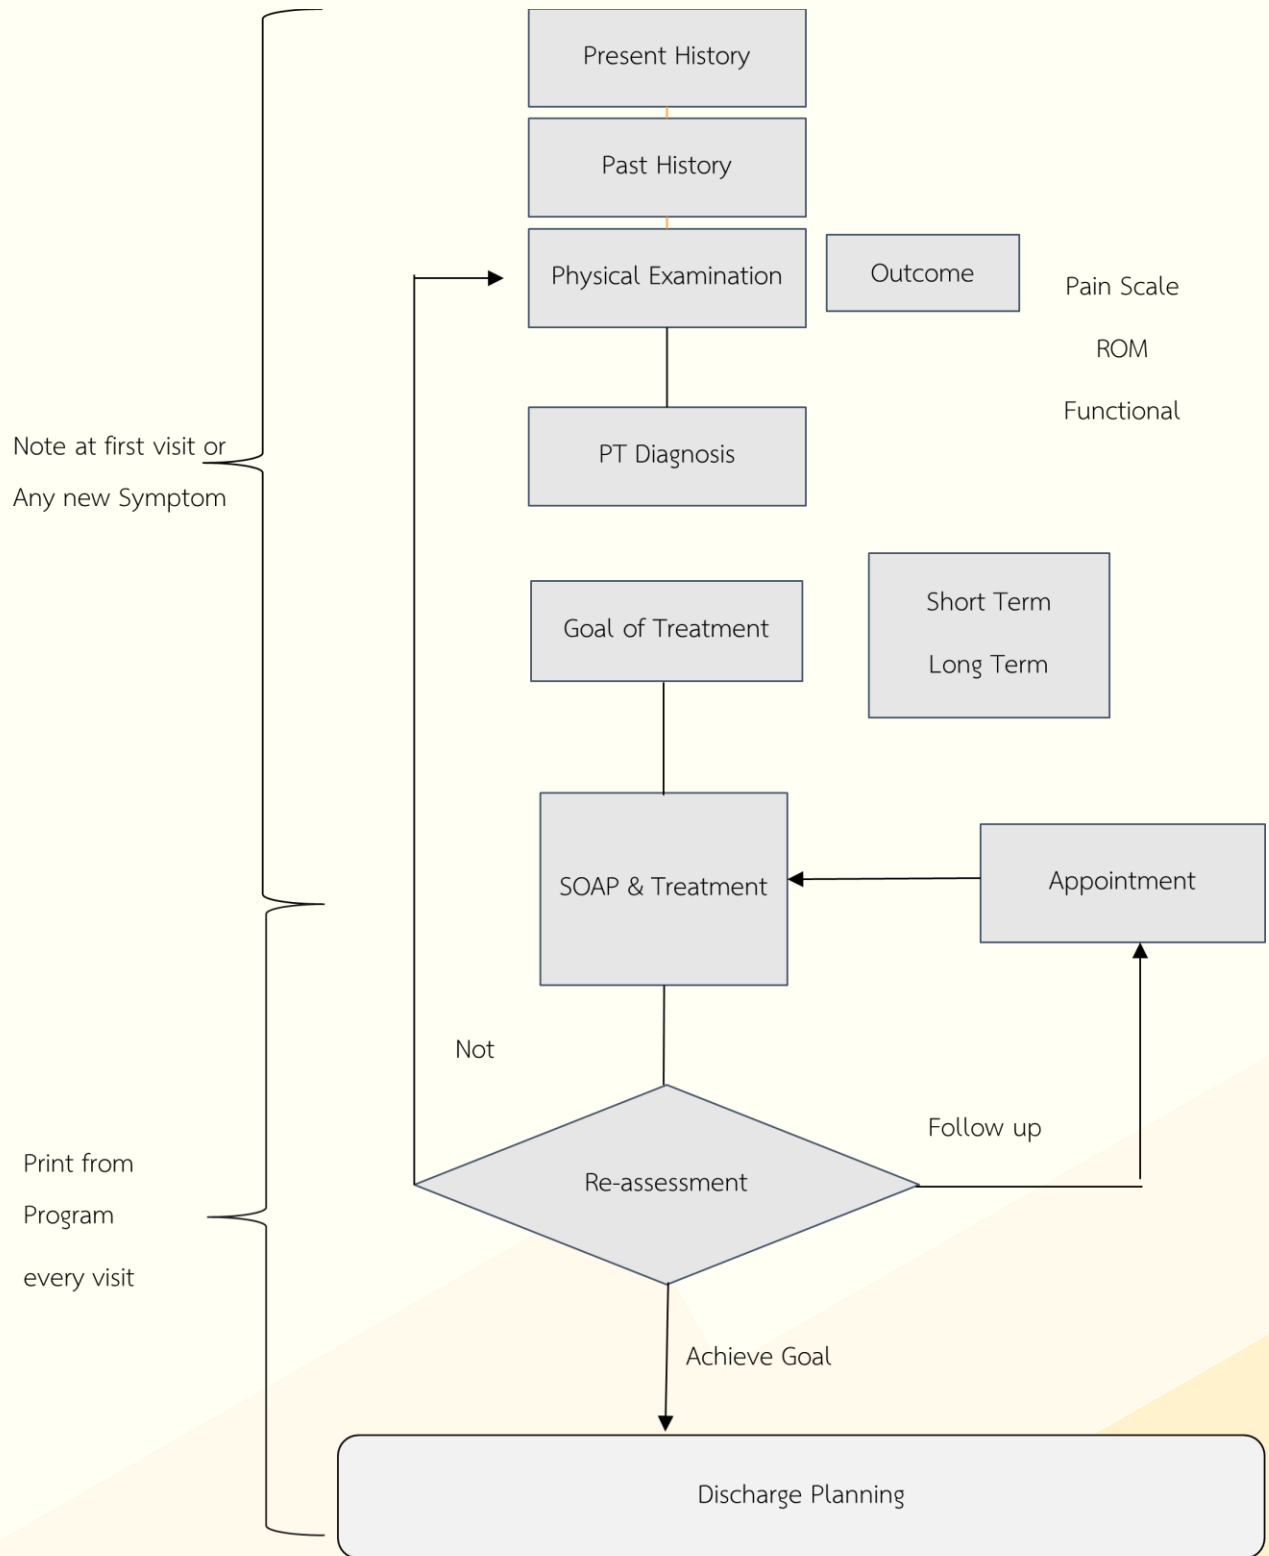 Present History
Past History
Physical Examination
Outcome
Pain Scale
ROM
Functional
Note at first visit or
Any new Symptom
PT Diagnosis
Goal of Treatment
Short Term
Long Term
SOAP & Treatment
Appointment
Not
Follow up
Re-assessment
Print from
Program
every visit
Achieve Goal
Discharge Planning